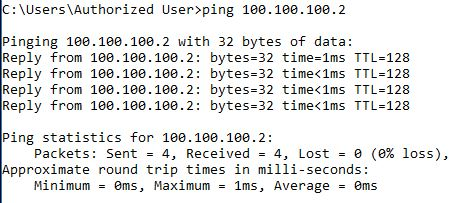 C:\Users\Authorized User>ping 100.100.100.2
Pinging 100.100.100.2 with 32 bytes of data:
Reply from 100.100.100.2: bytes=32 time=1ms TTL=128
Reply from 100.100.100.2: bytes=32 time<1ms TTL=128
Reply from 100.100.100.2: bytes=32 time<1ms TTL=128
Reply from 100.100.100.2: bytes=32 time<1ms TTL=128
Ping statistics for 100.100.100.2:
    Packets: Sent = 4, Received = 4, Lost = 0 (0% loss),
Approximate round trip times in milli-seconds:
    Minimum = 0ms, Maximum = 1ms, Average = 0ms